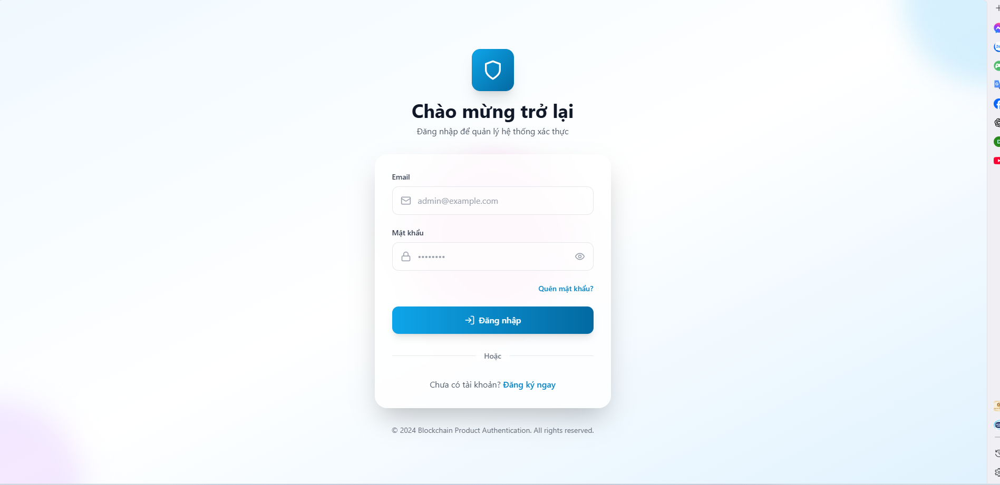 Chào mừng trở lại
Đăng nhập để quản lý hệ thống xác thực
Email
admin@example.com
Mật khẩu
••••••••
Quên mật khẩu?
Đăng nhập
Hoặc
Chưa có tài khoản? Đăng ký ngay
© 2024 Blockchain Product Authentication. All rights reserved.